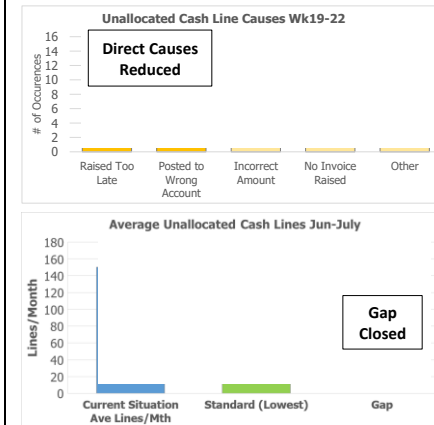 Unallocated Cash Line Causes Wk19-22
16
14
12
10
8
6
4
2
0
# of Occurences
Direct Causes
Reduced
Raised Too
Late
Posted to
Wrong
Account
Incorrect
Amount
No Invoice
Raised
Other
Average Unallocated Cash Lines Jun-July
180
160
140
120
100
80
60
40
20
0
Lines/Month
Gap
Closed
Current Situation
Ave Lines/Mth
Standard (Lowest)
Gap